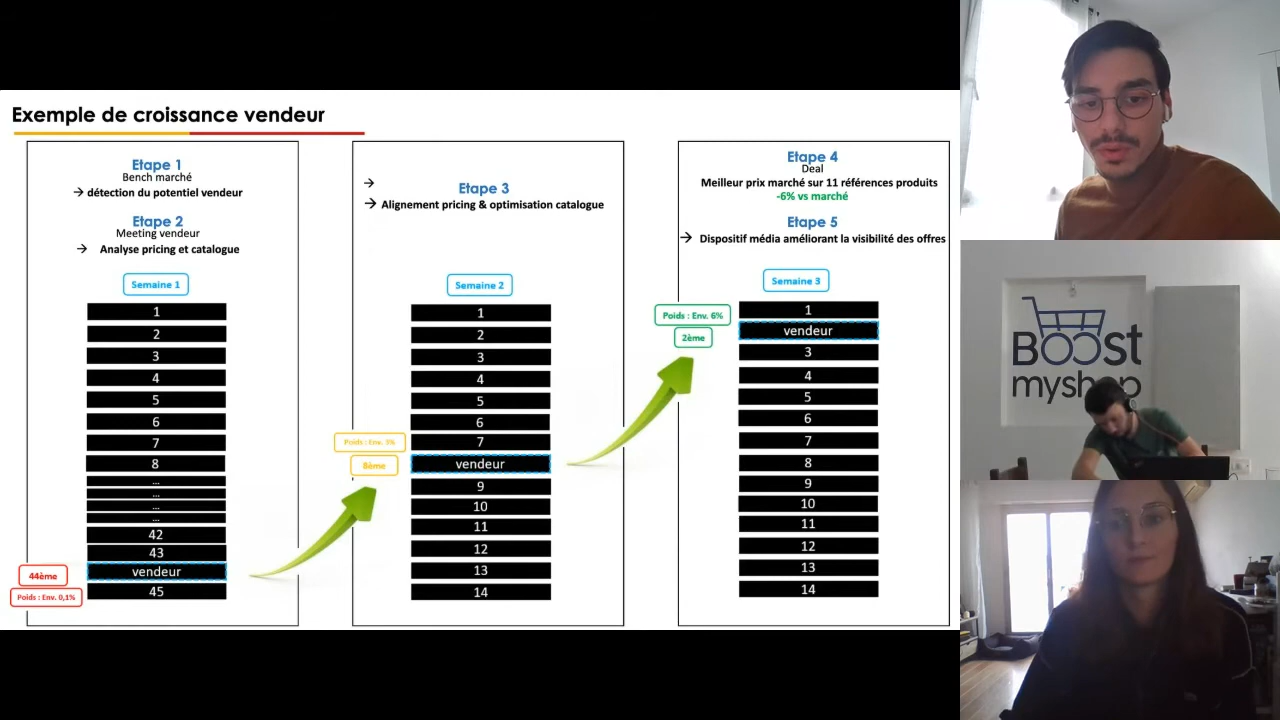 Exemple de croissance vendeur
Etape 1
Bench marché
→ détection du potentiel vendeur
Etape 2
Meeting vendeur
→ Analyse pricing et catalogue
Semaine 1
1
2
3
4
5
6
7
8
...
...
...
...
42
43
44ème
vendeur
Poids : Env. 0,1%
45
→
Etape 3
→ Alignement pricing & optimisation catalogue
Semaine 2
1
2
3
4
5
6
Poids : Env. 3%
7
8ème
vendeur
9
10
11
12
13
14
Etape 4
Deal
Meilleur prix marché sur 11 références produits
-6% vs marché
Etape 5
→ Dispositif média améliorant la visibilité des offres
Semaine 3
Poids : Env. 6%
1
2ème
vendeur
3
4
5
6
7
8
9
10
11
12
13
14
BOOst
myshop